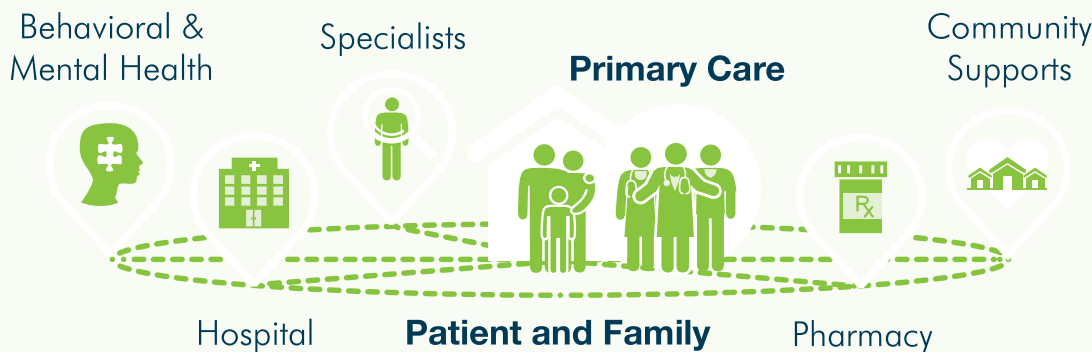 Behavioral &
Mental Health
Specialists
Primary Care
Community
Supports
Rx
Hospital
Patient and Family
Pharmacy